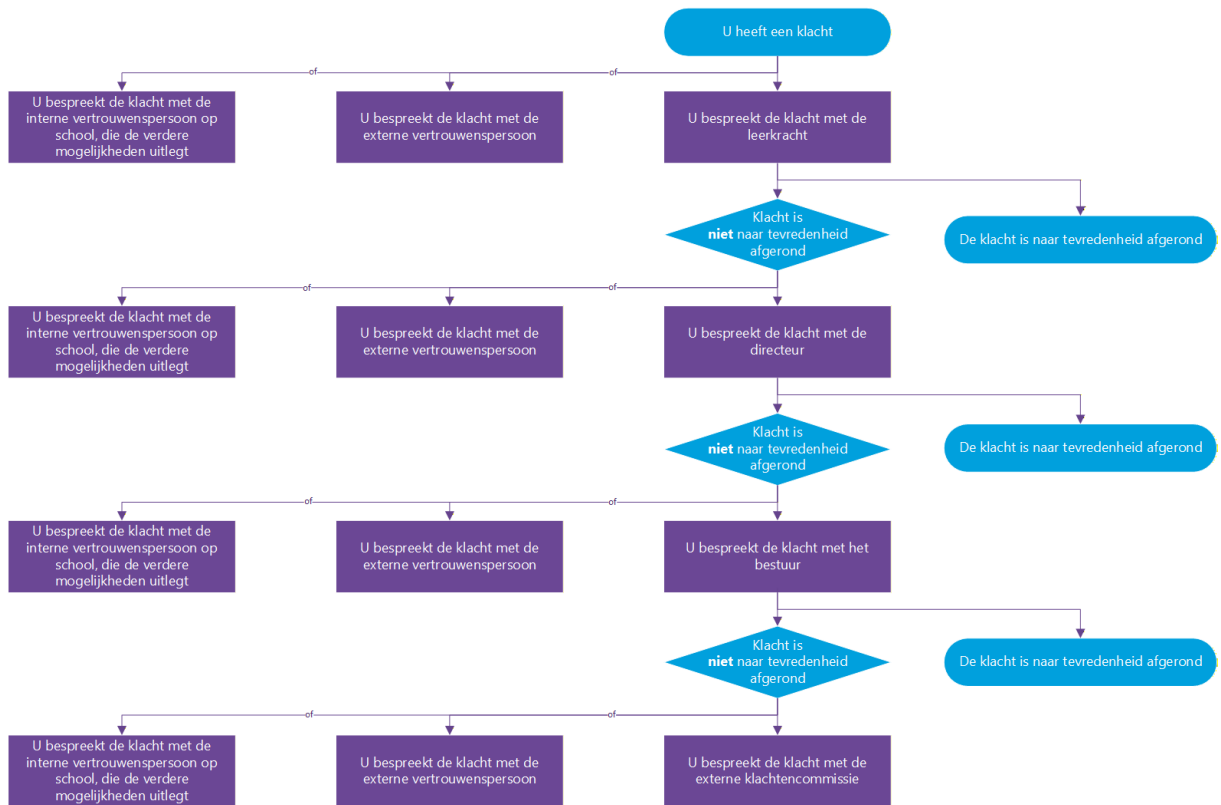 U heeft een klacht
of
of
U bespreekt de klacht met de
interne vertrouwenspersoon op
school, die de verdere
mogelijkheden uitlegt
U bespreekt de klacht met de
externe vertrouwenspersoon
U bespreekt de klacht met de
leerkracht
Klacht is
niet naar tevredenheid
afgerond
De klacht is naar tevredenheid afgerond
of
of
U bespreekt de klacht met de
interne vertrouwenspersoon op
school, die de verdere
mogelijkheden uitlegt
U bespreekt de klacht met de
externe vertrouwenspersoon
U bespreekt de klacht met de
directeur
Klacht is
niet naar tevredenheid
afgerond
De klacht is naar tevredenheid afgerond
of
of
U bespreekt de klacht met de
interne vertrouwenspersoon op
school, die de verdere
mogelijkheden uitlegt
U bespreekt de klacht met de
externe vertrouwenspersoon
U bespreekt de klacht met het
bestuur
Klacht is
niet naar tevredenheid
afgerond
De klacht is naar tevredenheid afgerond
of
of
U bespreekt de klacht met de
interne vertrouwenspersoon op
school, die de verdere
mogelijkheden uitlegt
U bespreekt de klacht met de
externe vertrouwenspersoon
U bespreekt de klacht met de
externe klachtencommissie